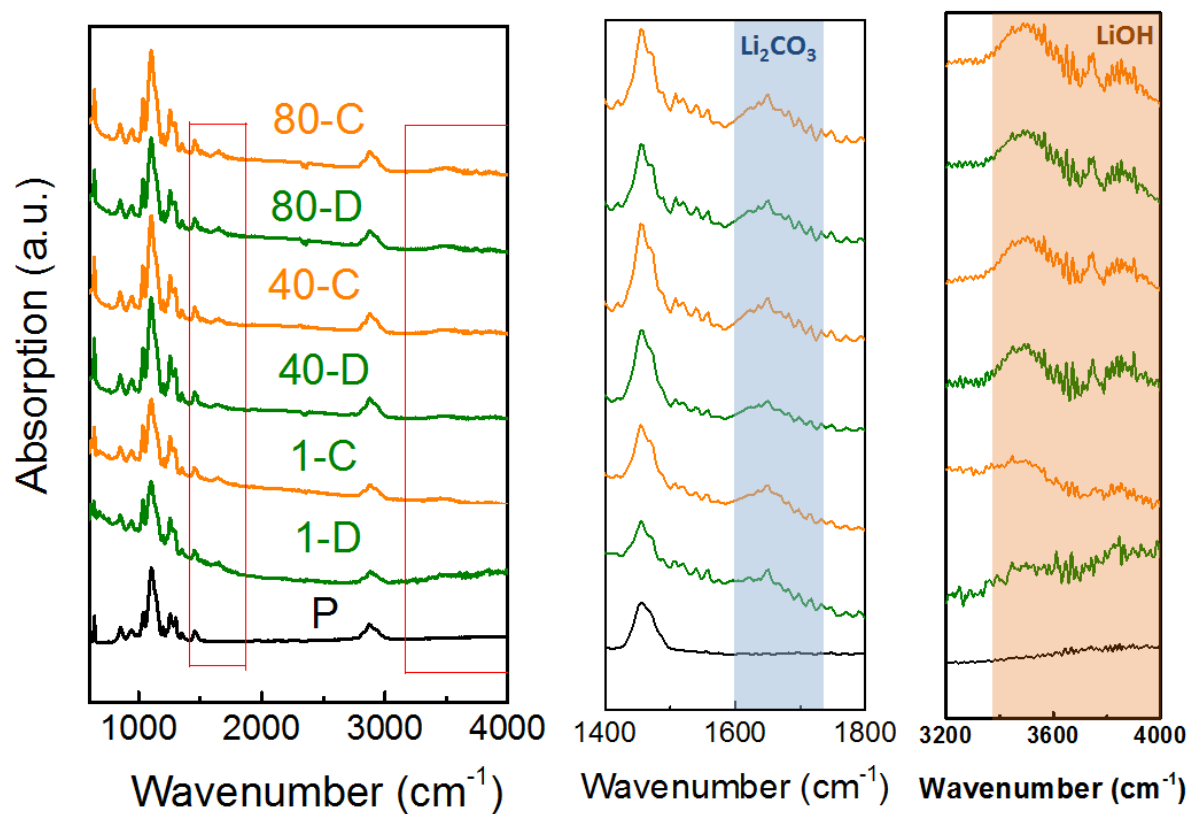 Absorption (a.u.)
80-C
80-D
40-C
40-D
1-C
1-D
P
1000 2000 3000 4000
Wavenumber (cm⁻¹)
Li₂CO₃
1400 1600 1800
Wavenumber (cm⁻¹)
LiOH
3200 3600 4000
Wavenumber (cm⁻¹)